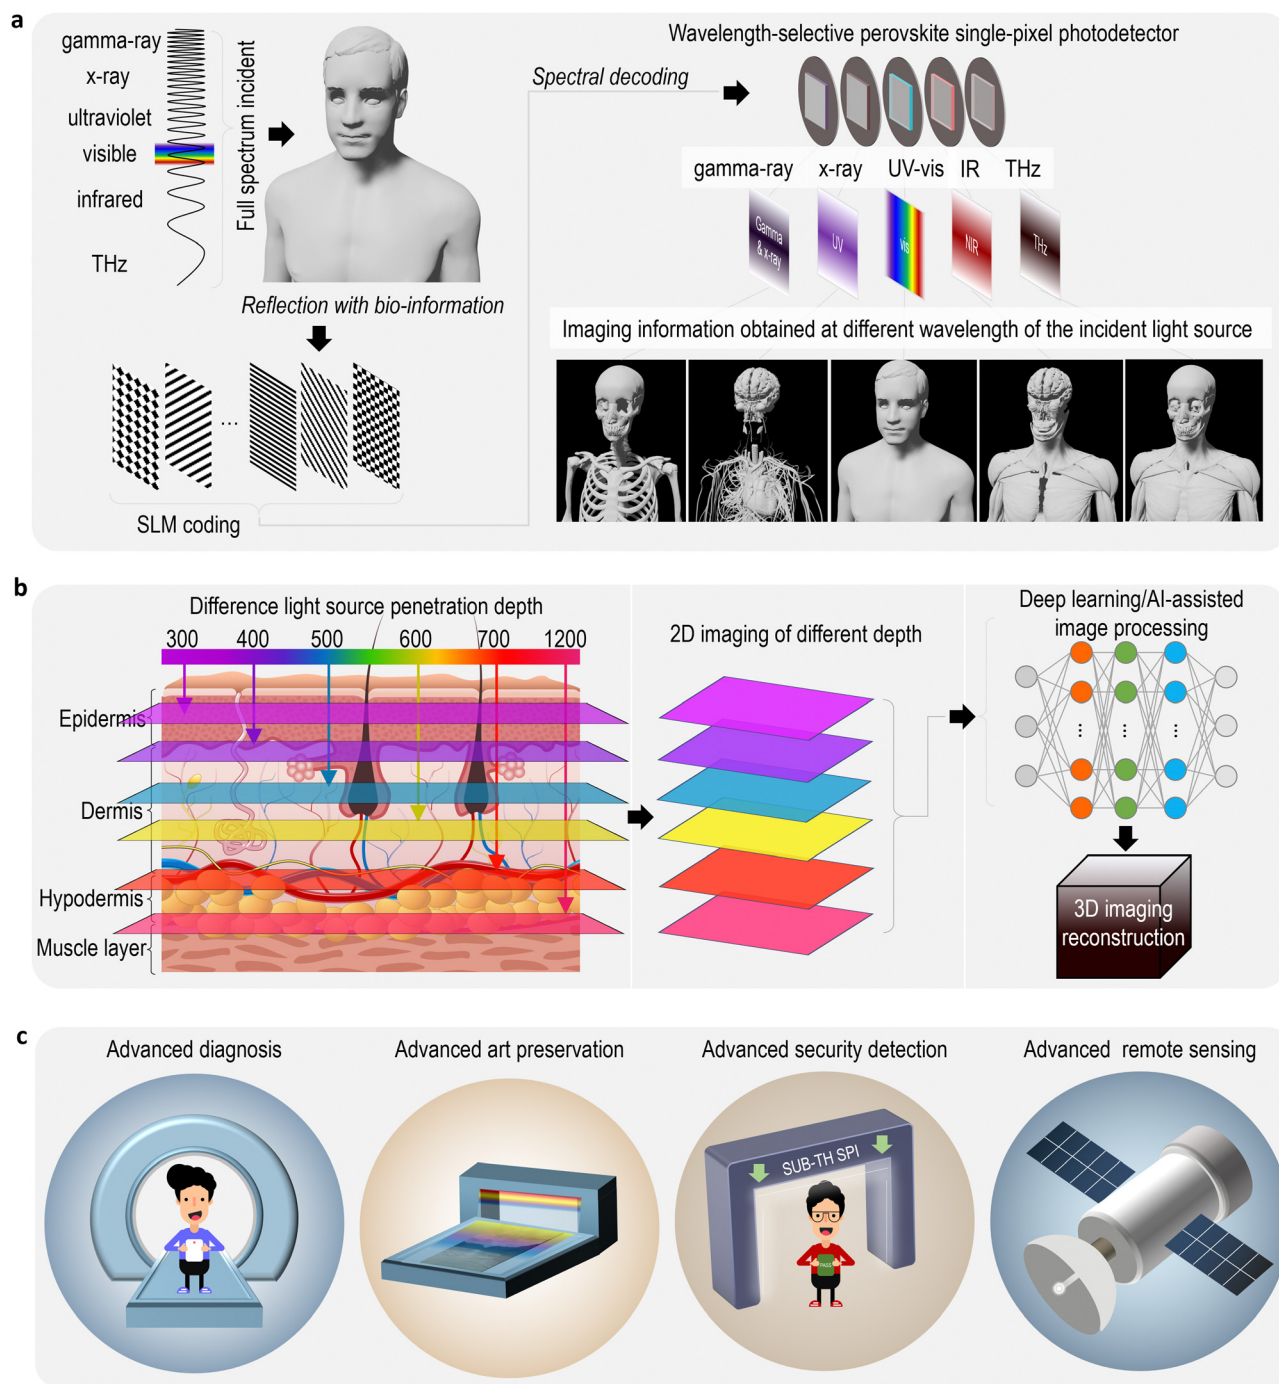 a
gamma-ray
x-ray
ultraviolet
visible
infrared
THz
Full spectrum incident
Reflection with bio-information
...
SLM coding
Spectral decoding
Wavelength-selective perovskite single-pixel photodetector
gamma-ray x-ray UV-vis IR THz
Gamma
& x-ray
UV
vis
NIR
THz
Imaging information obtained at different wavelength of the incident light source
b
Difference light source penetration depth
300 400 500 600 700 1200
Epidermis
Dermis
Hypodermis
Muscle layer
2D imaging of different depth
Deep learning/AI-assisted
image processing
3D imaging
reconstruction
c
Advanced diagnosis
Advanced art preservation
Advanced security detection
SUB-TH SPI
PASS
Advanced remote sensing